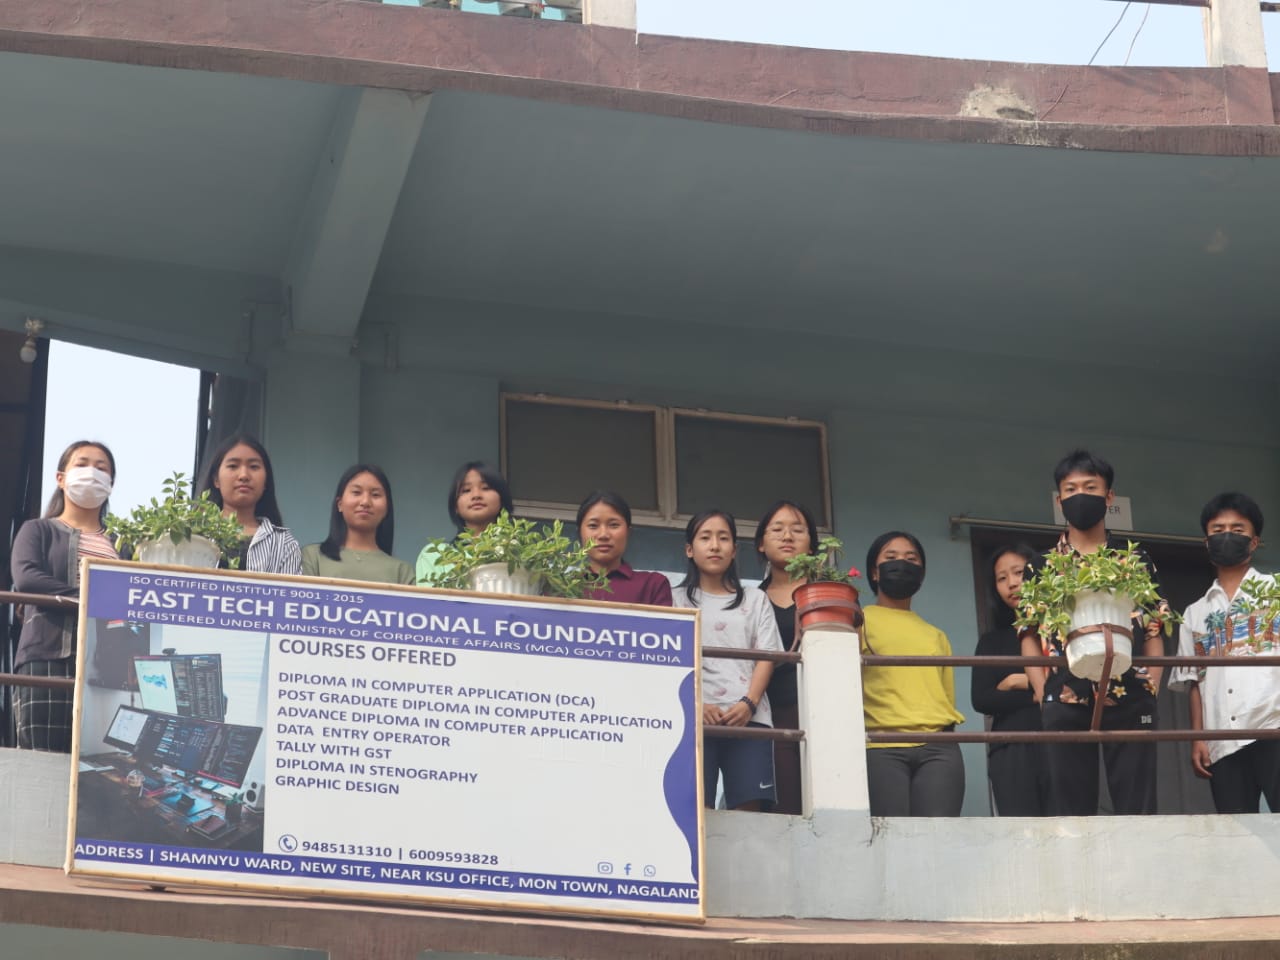 ISO CERTIFIED INSTITUTE 9001 : 2015
FAST TECH EDUCATIONAL FOUNDATION
REGISTERED UNDER MINISTRY OF CORPORATE AFFAIRS (MCA) GOVT OF INDIA
COURSES OFFERED
DIPLOMA IN COMPUTER APPLICATION (DCA)
POST GRADUATE DIPLOMA IN COMPUTER APPLICATION
ADVANCE DIPLOMA IN COMPUTER APPLICATION
DATA ENTRY OPERATOR
TALLY WITH GST
DIPLOMA IN STENOGRAPHY
GRAPHIC DESIGN
9485131310 | 6009593828
ADDRESS | SHAMNYU WARD, NEW SITE, NEAR KSU OFFICE, MON TOWN, NAGALAND